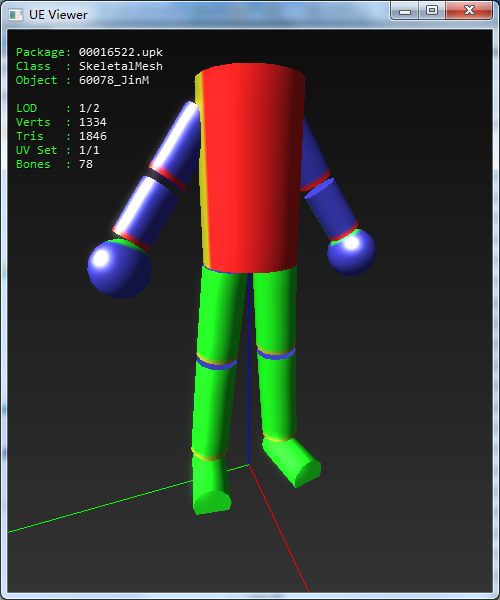 UE Viewer
Package: 00016522.upk
Class  : SkeletalMesh
Object : 60078_JinM
LOD    : 1/2
Verts  : 1334
Tris   : 1846
UV Set : 1/1
Bones  : 78